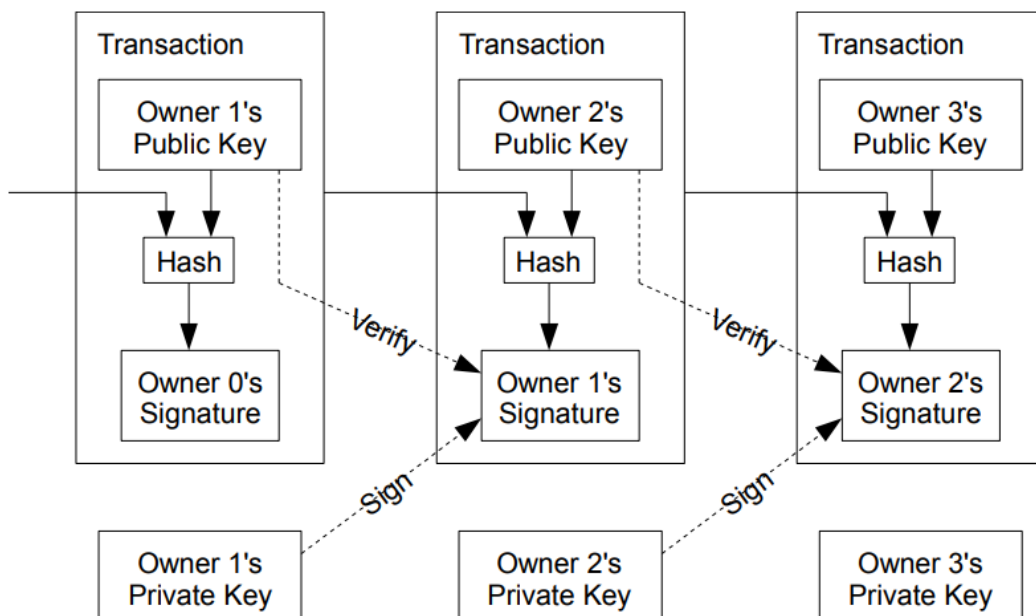 Transaction
Transaction
Transaction
Owner 1's
Public Key
Owner 2's
Public Key
Owner 3's
Public Key
Hash
Hash
Hash
Verify
Verify
Owner 0's
Signature
Owner 1's
Signature
Owner 2's
Signature
Sign
Sign
Owner 1's
Private Key
Owner 2's
Private Key
Owner 3's
Private Key